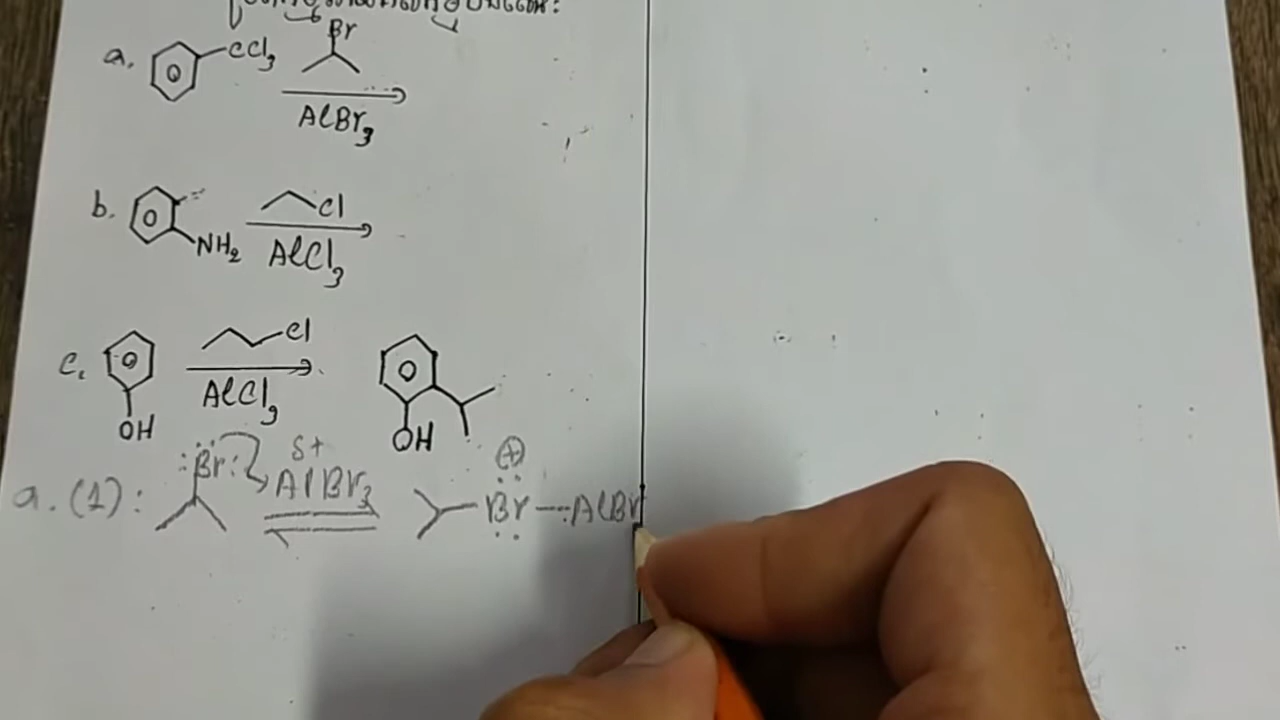 a. CCl3 Br
AlBr3
b. NH2 Cl
AlCl3
c. OH Cl
AlCl3 OH
a. (1): :Br: δ+ AlBr3 ⊕ Br — AlBr